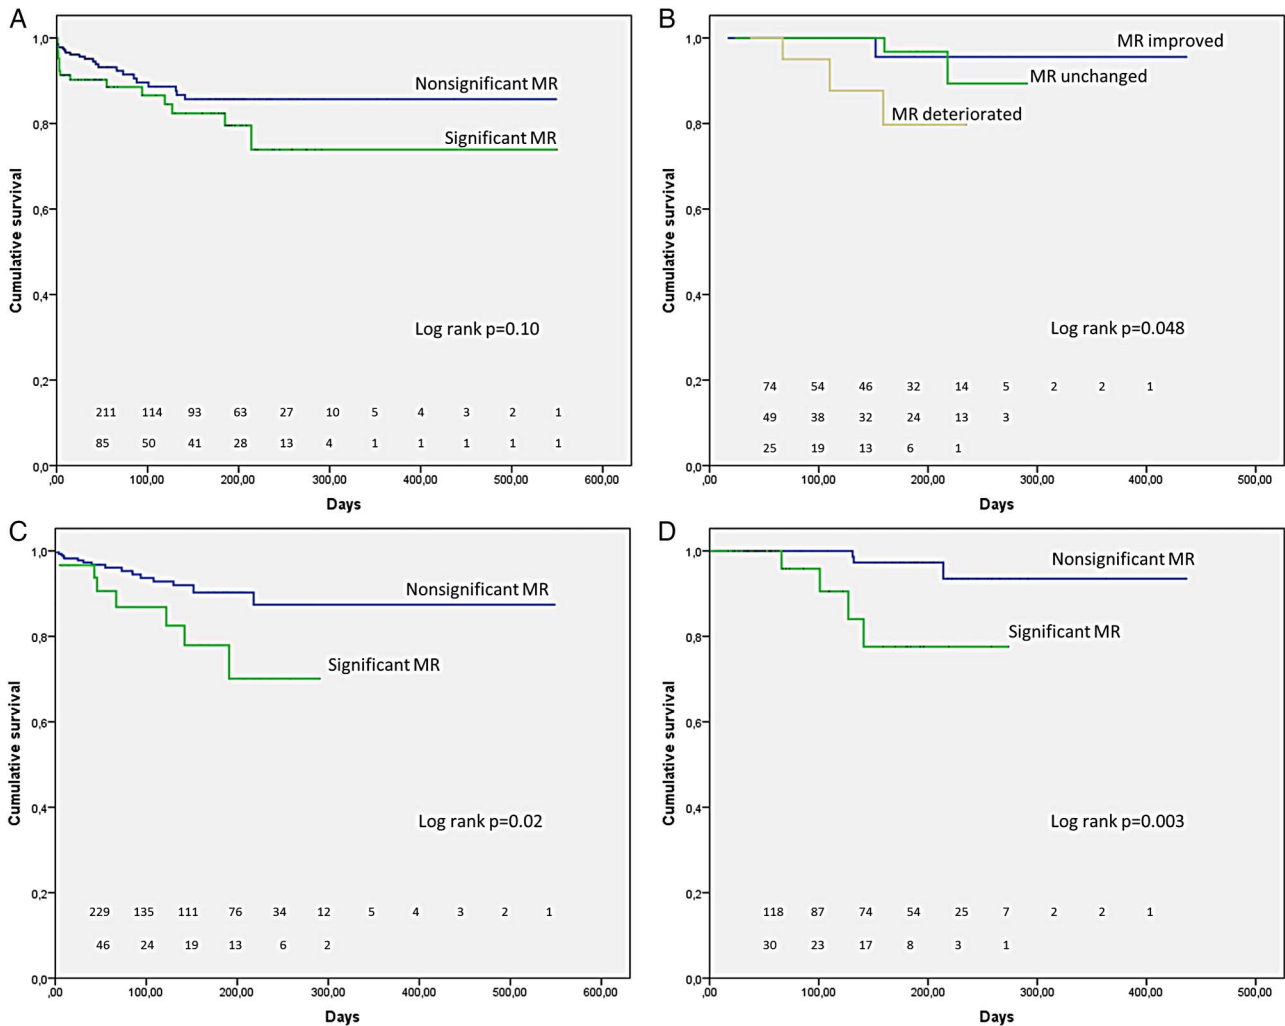 A
Cumulative survival
1,0
0,8
0,6
0,4
0,2
0,0
Nonsignificant MR
Significant MR
Log rank p=0.10
211 114 93 63 27 10 5 4 3 2 1
85 50 41 28 13 4 1 1 1 1 1
,00 100,00 200,00 300,00 400,00 500,00 600,00
Days
B
Cumulative survival
1,0
0,8
0,6
0,4
0,2
0,0
MR improved
MR unchanged
MR deteriorated
Log rank p=0.048
74 54 46 32 14 5 2 2 1
49 38 32 24 13 3
25 19 13 6 1
,00 100,00 200,00 300,00 400,00 500,00
Days
C
Cumulative survival
1,0
0,8
0,6
0,4
0,2
0,0
Nonsignificant MR
Significant MR
Log rank p=0.02
229 135 111 76 34 12 5 4 3 2 1
46 24 19 13 6 2
,00 100,00 200,00 300,00 400,00 500,00 600,00
Days
D
Cumulative survival
1,0
0,8
0,6
0,4
0,2
0,0
Nonsignificant MR
Significant MR
Log rank p=0.003
118 87 74 54 25 7 2 2 1
30 23 17 8 3 1
,00 100,00 200,00 300,00 400,00 500,00
Days